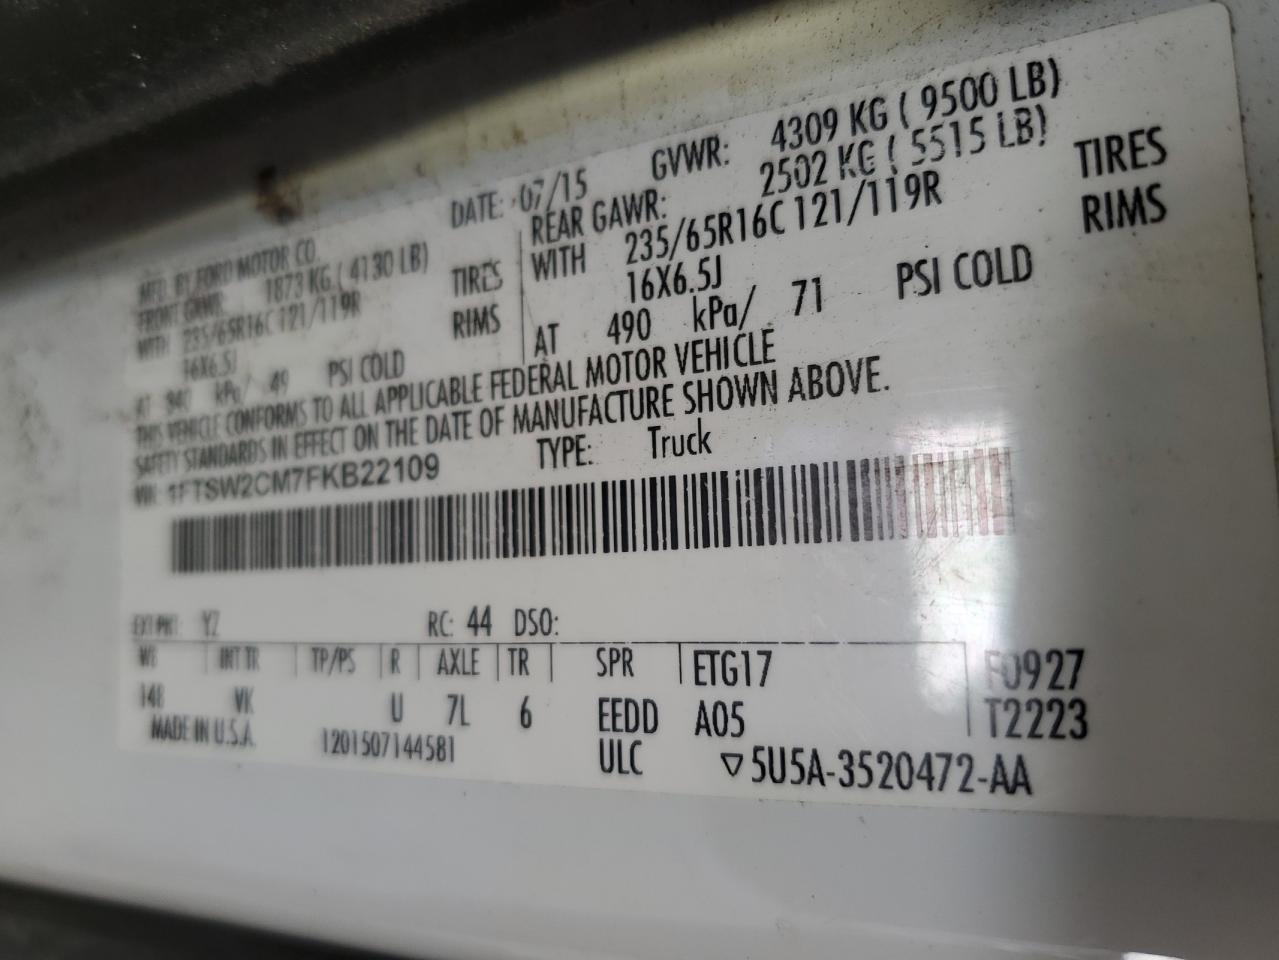 MFD. BY FORD MOTOR CO. DATE: 07/15 GVWR: 4309 KG ( 9500 LB)
FRONT GAWR: 1873 KG ( 4130 LB) REAR GAWR: 2502 KG ( 5515 LB)
WITH 235/65R16C 121/119R TIRES WITH 235/65R16C 121/119R TIRES
16X6.5J RIMS 16X6.5J RIMS
AT kPa/ 49 PSI COLD AT 490 kPa/ 71 PSI COLD
THIS VEHICLE CONFORMS TO ALL APPLICABLE FEDERAL MOTOR VEHICLE
SAFETY STANDARDS IN EFFECT ON THE DATE OF MANUFACTURE SHOWN ABOVE.
VIN: 1FTSW2CM7FKB22109 TYPE: Truck
EXT PNT: YZ RC: 44 DSO:
WB INT TR TP/PS R AXLE TR SPR ETG17 F0927
148 VK U 7L 6 EEDD A05 T2223
MADE IN U.S.A. 1201507144581 ULC ▽5U5A-3520472-AA